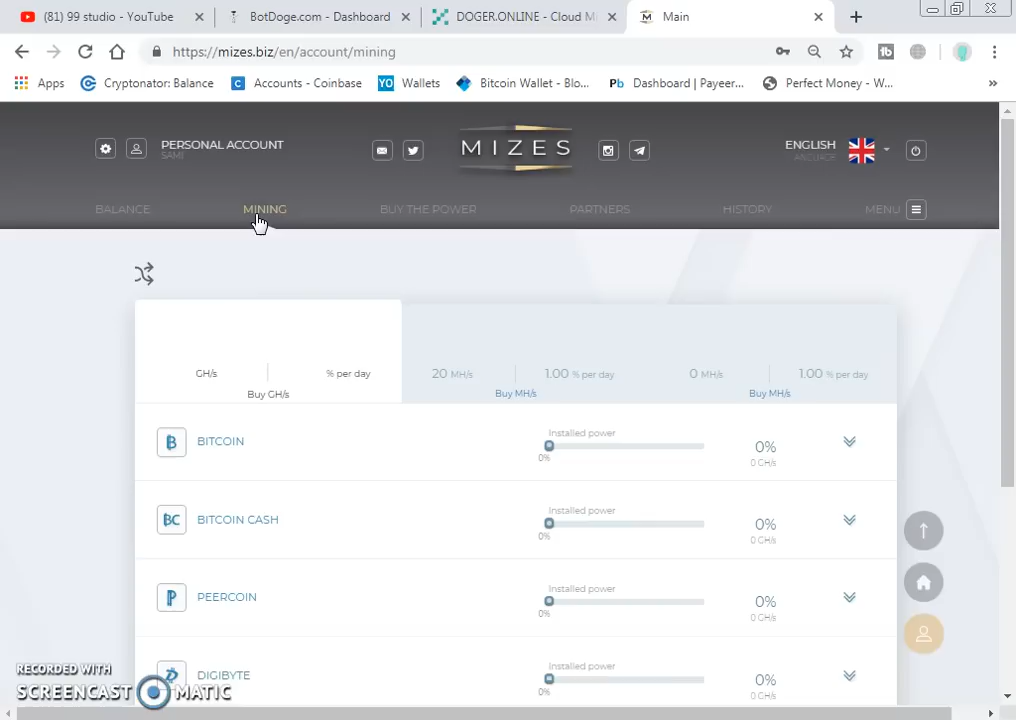 (81) 99 studio - YouTube
BotDoge.com - Dashboard
DOGER.ONLINE - Cloud Mi
Main
https://mizes.biz/en/account/mining
Apps
Cryptonator: Balance
Accounts - Coinbase
YO Wallets
Bitcoin Wallet - Blo...
Pb Dashboard | Payeer...
Perfect Money - W...
PERSONAL ACCOUNT
SAMI
MIZES
ENGLISH
BALANCE
MINING
BUY THE POWER
PARTNERS
HISTORY
MENU
GH/s
% per day
Buy GH/s
20 MH/s
1.00 % per day
Buy MH/s
0 MH/s
1.00 % per day
Buy MH/s
BITCOIN
Installed power
0%
0%
0 GH/s
BC
BITCOIN CASH
Installed power
0%
0%
0 GH/s
PEERCOIN
Installed power
0%
0%
0 GH/s
DIGIBYTE
Installed power
0%
0%
0 GH/s
RECORDED WITH
SCREENCAST MATIC